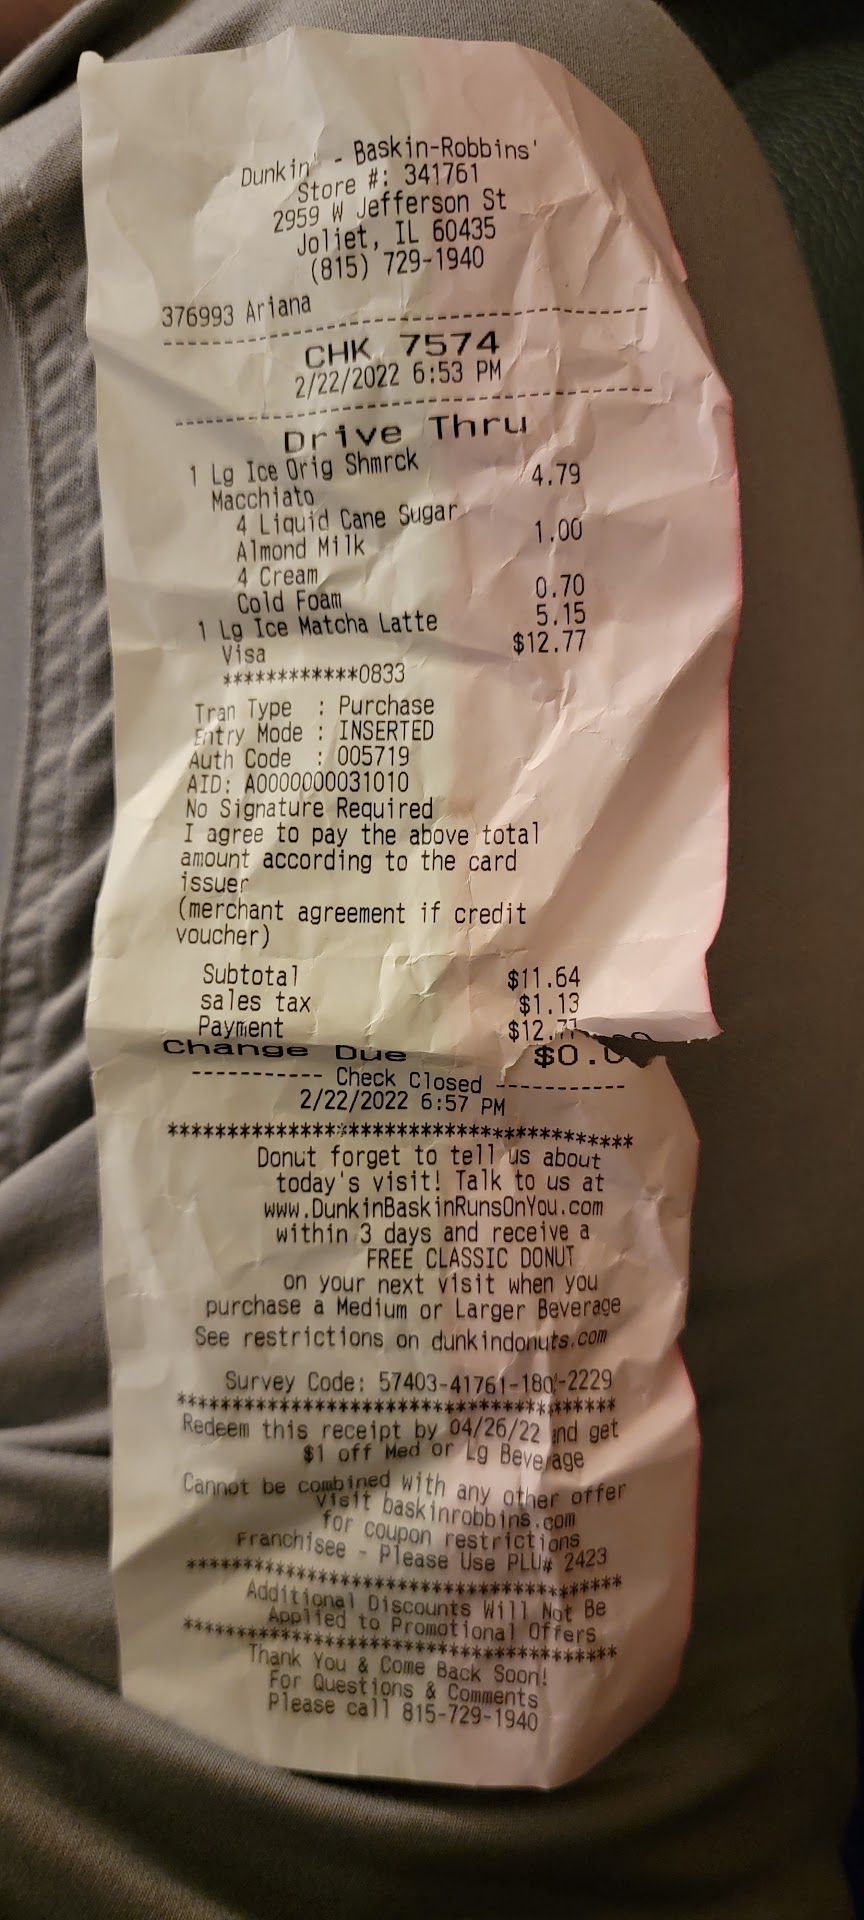 Dunkin' - Baskin-Robbins'
Store #: 341761
2959 W Jefferson St
Joliet, IL 60435
(815) 729-1940
376993 Ariana
----------------------------------------
CHK 7574
2/22/2022 6:53 PM
----------------------------------------
Drive Thru
1 Lg Ice Orig Shmrck 4.79
Macchiato
4 Liquid Cane Sugar
Almond Milk 1.00
4 Cream
Cold Foam 0.70
1 Lg Ice Matcha Latte 5.15
Visa $12.77
************0833
Tran Type : Purchase
Entry Mode : INSERTED
Auth Code : 005719
AID: A0000000031010
No Signature Required
I agree to pay the above total
amount according to the card
issuer
(merchant agreement if credit
voucher)
Subtotal $11.64
sales tax $1.13
Payment $12.77
Change Due $0.00
----------- Check Closed -----------
2/22/2022 6:57 PM
***************************************
Donut forget to tell us about
today's visit! Talk to us at
www.DunkinBaskinRunsOnYou.com
within 3 days and receive a
FREE CLASSIC DONUT
on your next visit when you
purchase a Medium or Larger Beverage
See restrictions on dunkindonuts.com
Survey Code: 57403-41761-180-2229
***************************************
Redeem this receipt by 04/26/22 and get
$1 off Med or Lg Beverage
Cannot be combined with any other offer
visit baskinrobbins.com
for coupon restrictions
Franchisee - Please Use PLU# 2423
***************************************
Additional Discounts Will Not Be
Applied to Promotional Offers
***************************************
Thank You & Come Back Soon!
For Questions & Comments
Please call 815-729-1940